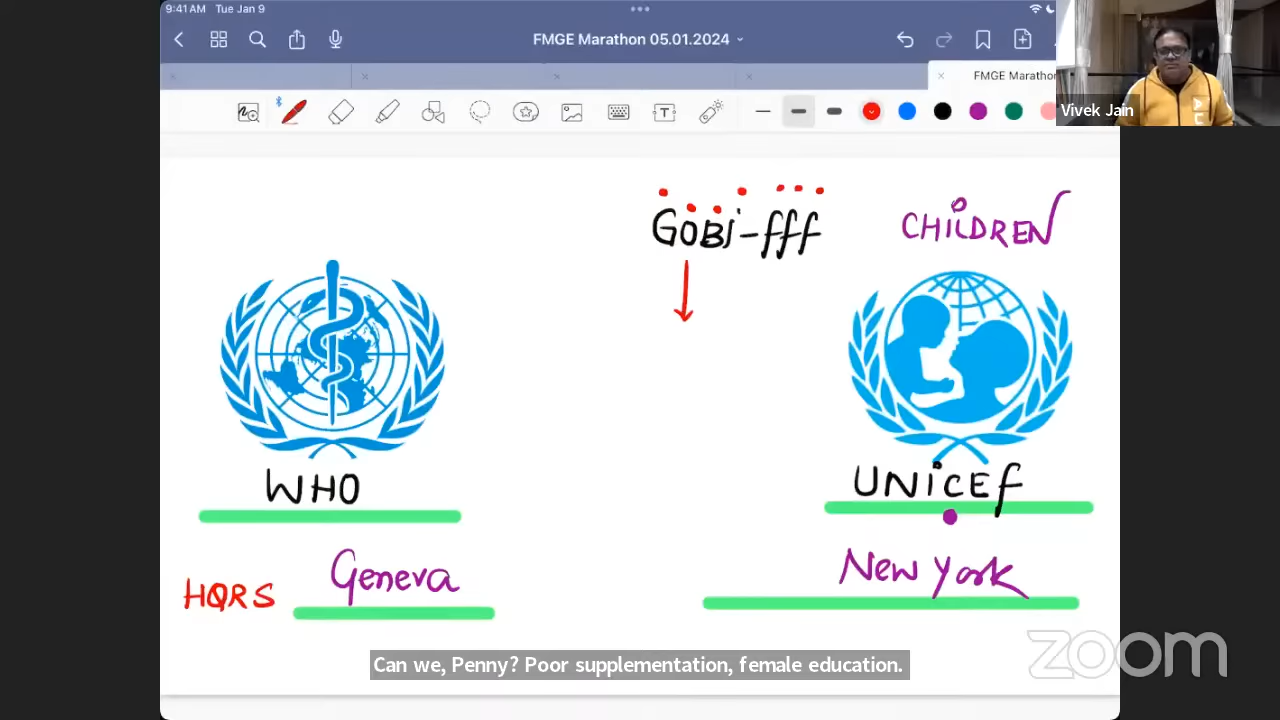 9:41 AM Tue Jan 9
FMGE Marathon 05.01.2024
FMGE Maratho
Vivek Jain
GOBI-fff
CHILDREN
WHO
UNICEF
HQRS Geneva
New York
Can we, Penny? Poor supplementation, female education.
zoom